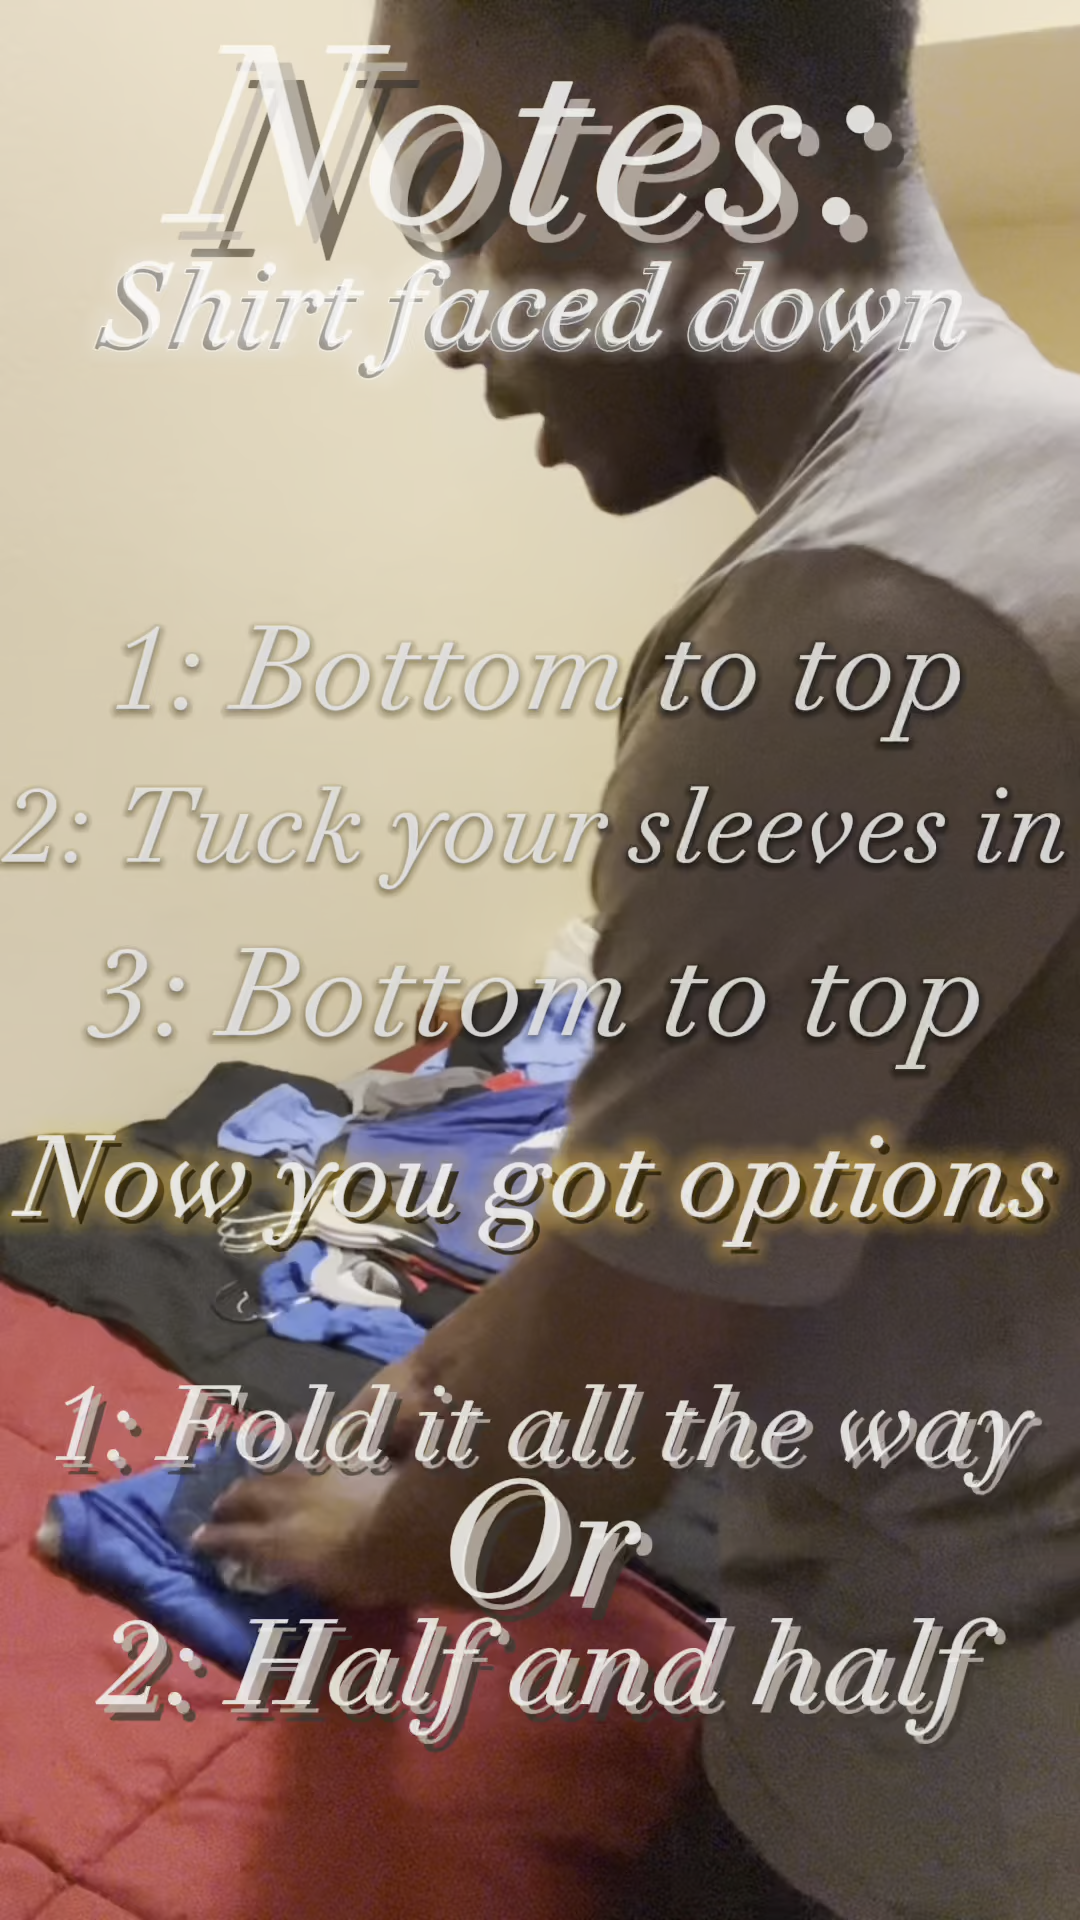 Notes:
Shirt faced down
1: Bottom to top
2: Tuck your sleeves in
3: Bottom to top
Now you got options
1: Fold it all the way
Or
2: Half and half